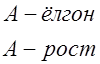 А – ёлгон
А – рост